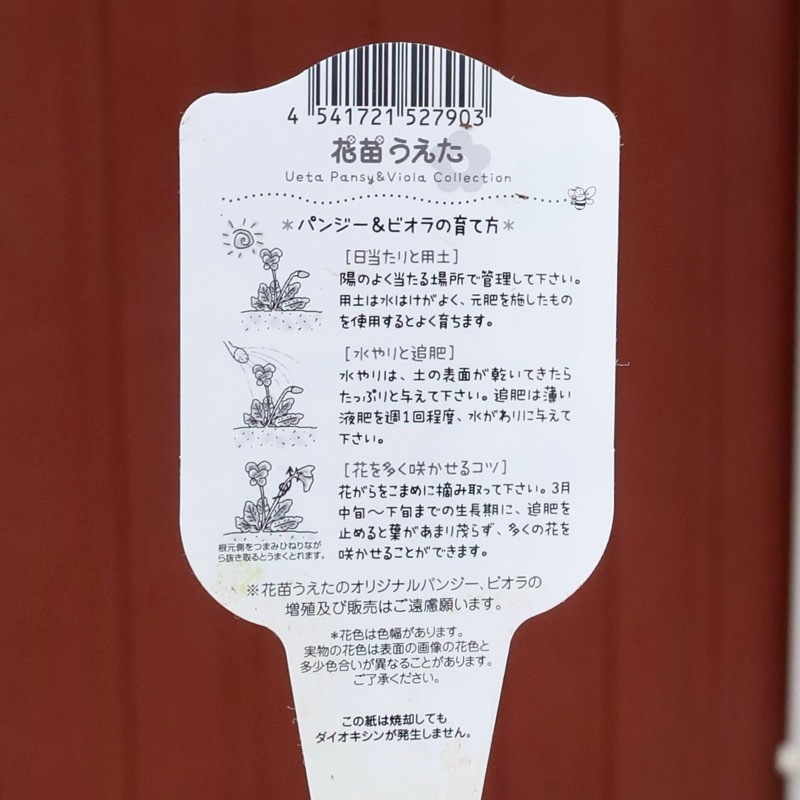 4 541721 527903
花苗うえた
Ueta Pansy&Viola Collection
＊パンジー＆ビオラの育て方＊
[日当たりと用土]
陽のよく当たる場所で管理して下さい。
用土は水はけがよく、元肥を施したもの
を使用するとよく育ちます。
[水やりと追肥]
水やりは、土の表面が乾いてきたら
たっぷりと与えて下さい。追肥は薄い
液肥を週1回程度、水がわりに与えて
下さい。
[花を多く咲かせるコツ]
花がらをこまめに摘み取って下さい。3月
中旬～下旬までの生長期に、追肥を
止めると葉があまり茂らず、多くの花を
咲かせることができます。
根元側をつまみひねりなが
ら抜き取るとうまくとれます。
※花苗うえたのオリジナルパンジー、ビオラの
増殖及び販売はご遠慮願います。
＊花色は色幅があります。
実物の花色は表面の画像の花色と
多少色合いが異なることがあります。
ご了承ください。
この紙は焼却しても
ダイオキシンが発生しません。